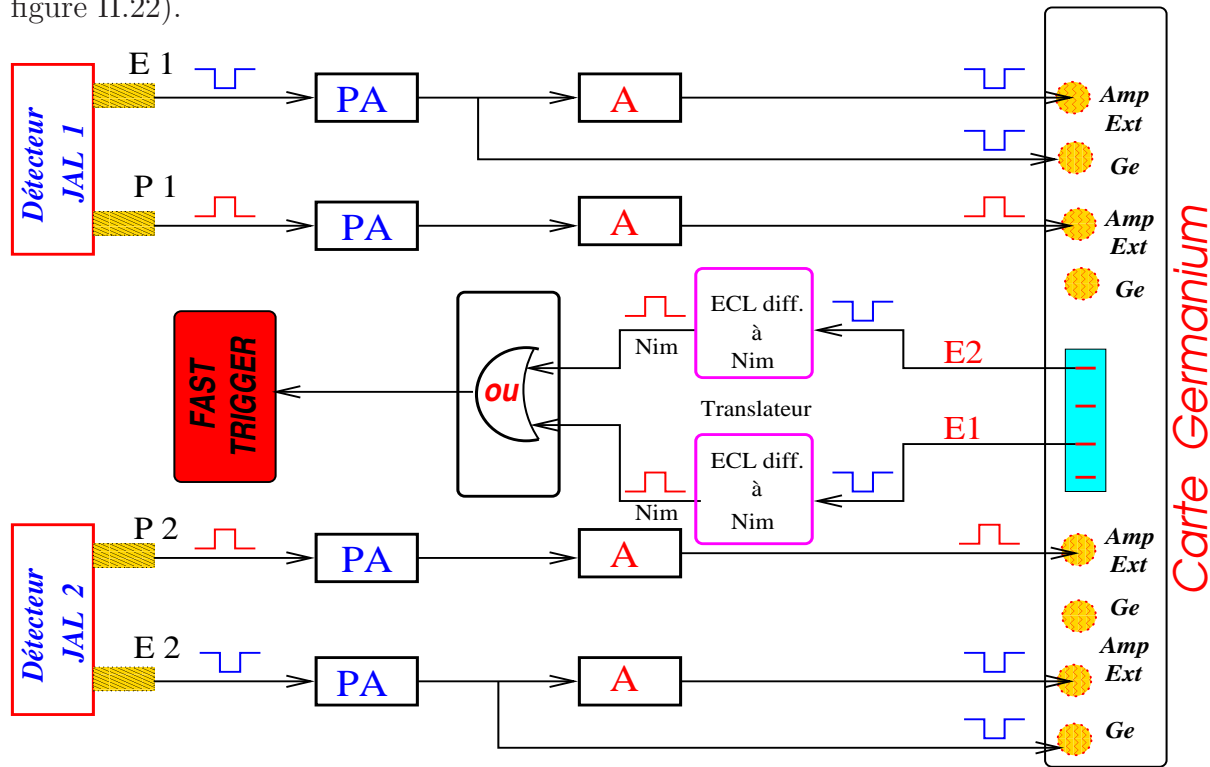 figure II.22).
E 1
PA
A
Amp
Ext
Ge
Détecteur
JAL 1
P 1
PA
A
Amp
Ext
Ge
ECL diff.
à
Nim
Nim
E2
ou
FAST
TRIGGER
Translateur
E1
ECL diff.
à
Nim
Nim
Carte Germanium
P 2
PA
A
Amp
Ext
Ge
Détecteur
JAL 2
E 2
PA
A
Amp
Ext
Ge